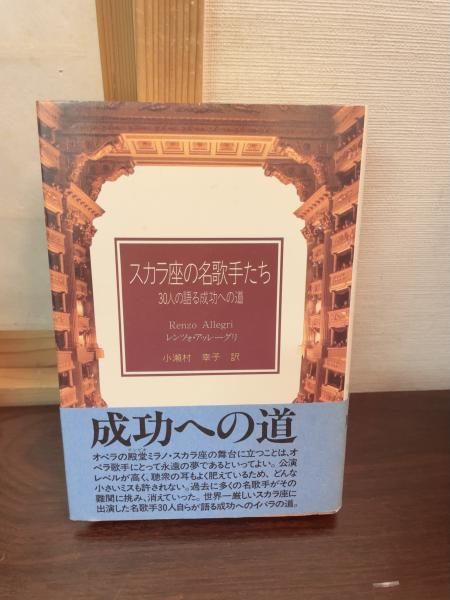 スカラ座の名歌手たち
30人の語る成功への道
Renzo Allegri
レンツォ・アッレーグリ
小瀬村 幸子 訳
成功への道
オペラの殿堂ミラノ・スカラ座の舞台に立つことは、オ
ペラ歌手にとって永遠の夢であるといってよい。公演
レベルが高く、聴衆の耳もよく肥えているため、どんな
小さいミスも許されない。過去に多くの名歌手がその
難関に挑み、消えていった。世界一厳しいスカラ座に
出演した名歌手30人自らが語る成功へのイバラの道。